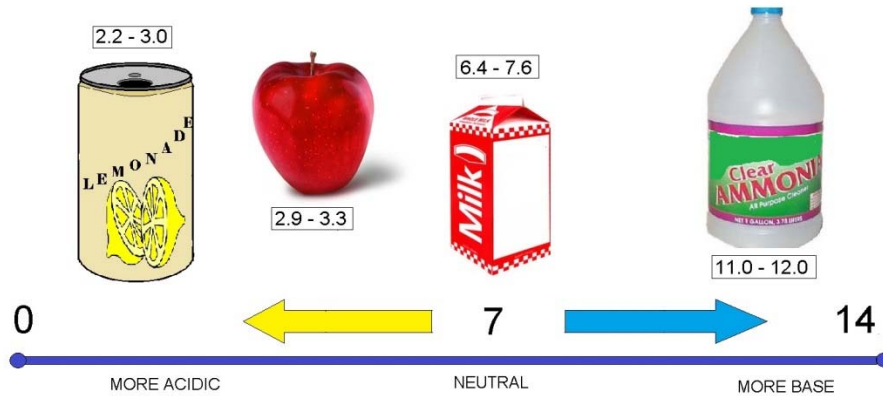 2.2 - 3.0
LEMONADE
2.9 - 3.3
6.4 - 7.6
Milk
Clear
AMMONIA
All Purpose Cleaner
11.0 - 12.0
0
7
14
MORE ACIDIC
NEUTRAL
MORE BASE